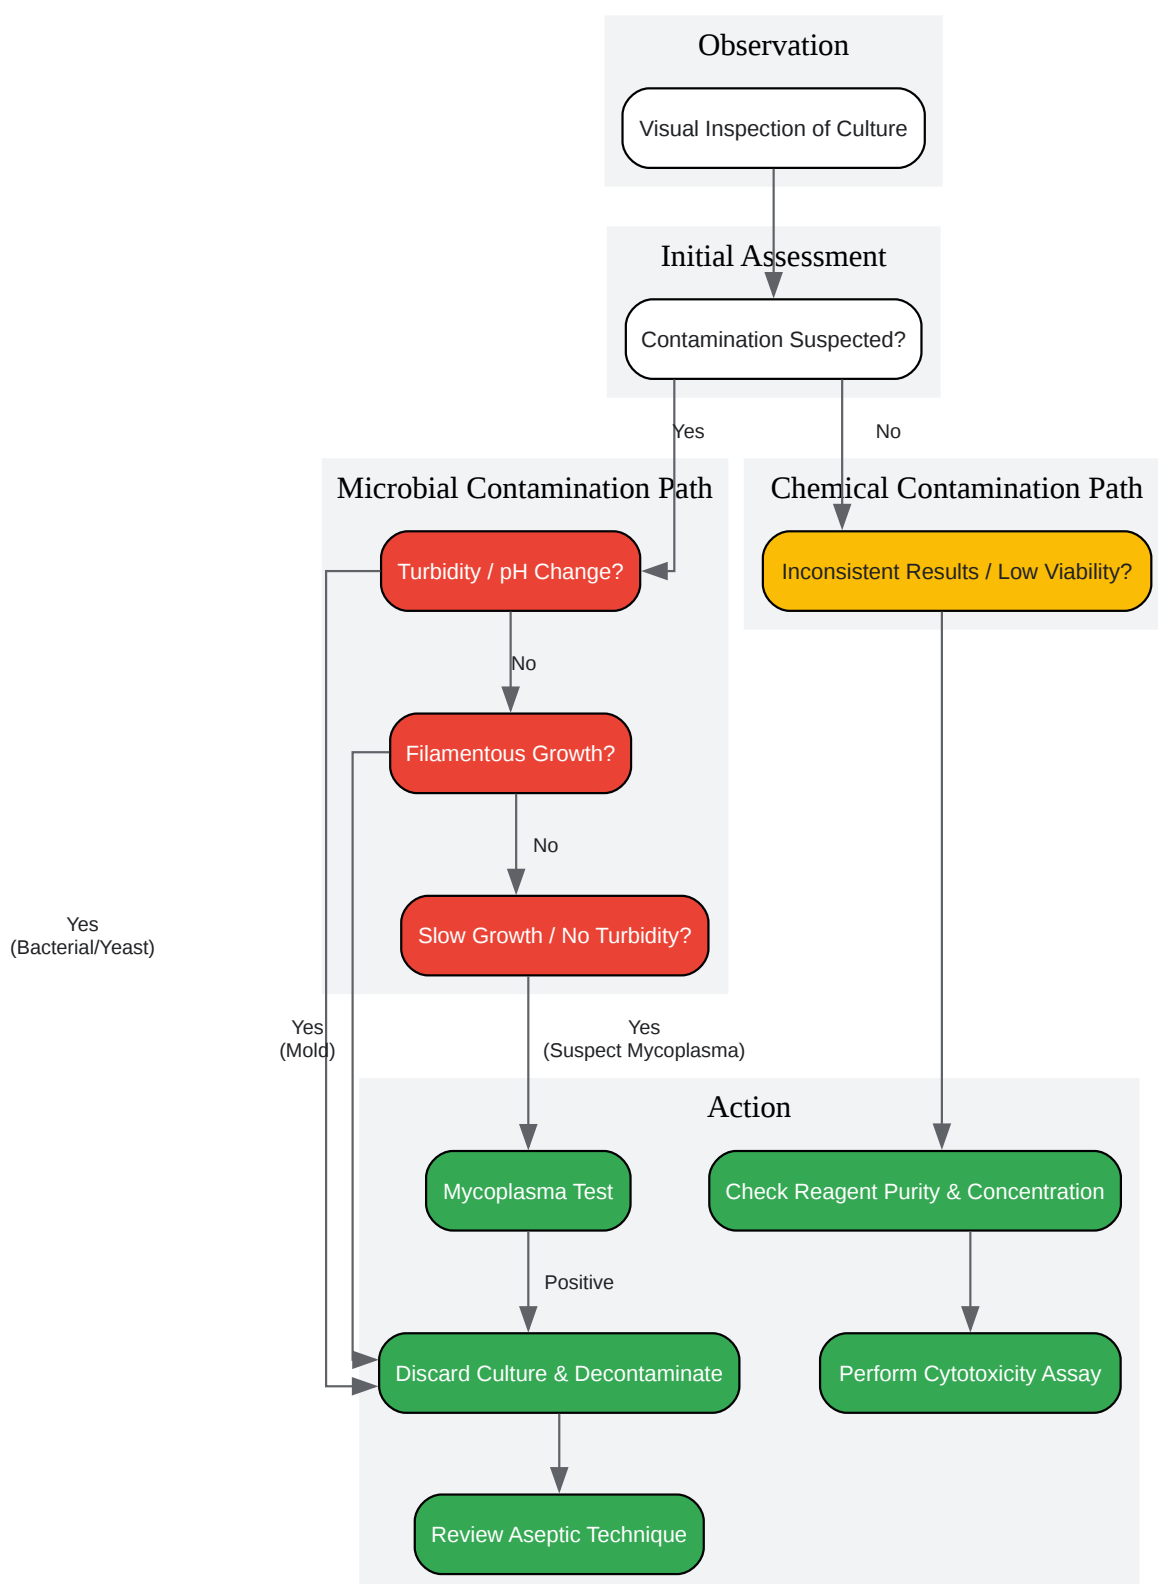 Observation
Visual Inspection of Culture
Initial Assessment
Contamination Suspected?
Yes
No
Microbial Contamination Path
Chemical Contamination Path
Turbidity / pH Change?
Inconsistent Results / Low Viability?
No
Filamentous Growth?
No
Slow Growth / No Turbidity?
Yes
(Bacterial/Yeast)
Yes
(Mold)
Yes
(Suspect Mycoplasma)
Action
Mycoplasma Test
Check Reagent Purity & Concentration
Positive
Discard Culture & Decontaminate
Perform Cytotoxicity Assay
Review Aseptic Technique